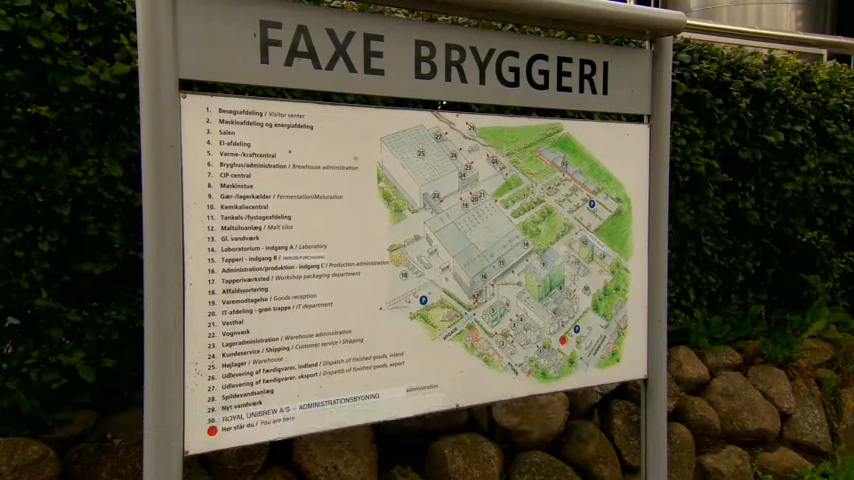 FAXE BRYGGERI
1. Besøgsafdeling / Visitor center
2. Maskinafdeling og energiafdeling
3. Salen
4. El-afdeling
5. Varme-/kraftcentral
6. Bryghus/administration / Brewhouse administration
7. CIP-central
8. Maskinstue
9. Gær-/lagerkælder / Fermentation/Maturation
10. Kemikaliecentral
11. Tankøls-/fustageafdeling
12. Maltsiloanlæg / Malt silos
13. Gl. vandværk
14. Laboratorium - indgang A / Laboratory
15. Tapperi - indgang B /
16. Administration/produktion - indgang C / Production administration
17. Tapperiværksted / Workshop packaging department
18. Affaldssortering
19. Varemodtagelse / Goods reception
20. IT-afdeling - grøn trappe / IT department
21. Vesthal
22. Vognvask
23. Lageradministration / Warehouse administration
24. Kundeservice / Shipping / Customer service / Shipping
25. Højlager / Warehouse
26. Udlevering af færdigvarer, indland / Dispatch of finished goods, inland
27. Udlevering af færdigvarer, eksport / Dispatch of finished goods, export
28. Spildevandsanlæg
29. Nyt vandværk
30. ROYAL UNIBREW A/S - ADMINISTRATIONSBYGNING administration
Her står du / You are here